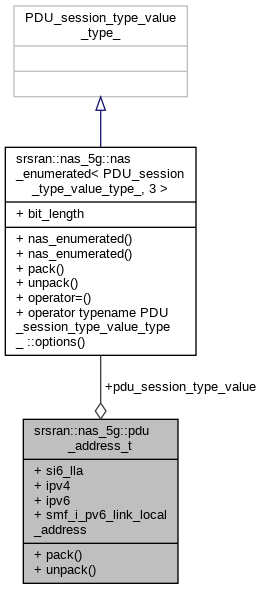 PDU_session_type_value
_type_
srsran::nas_5g::nas
_enumerated< PDU_session
_type_value_type_, 3 >
+ bit_length
+ nas_enumerated()
+ nas_enumerated()
+ pack()
+ unpack()
+ operator=()
+ operator typename PDU
_session_type_value_type
_ ::options()
+pdu_session_type_value
srsran::nas_5g::pdu
_address_t
+ si6_lla
+ ipv4
+ ipv6
+ smf_i_pv6_link_local
_address
+ pack()
+ unpack()